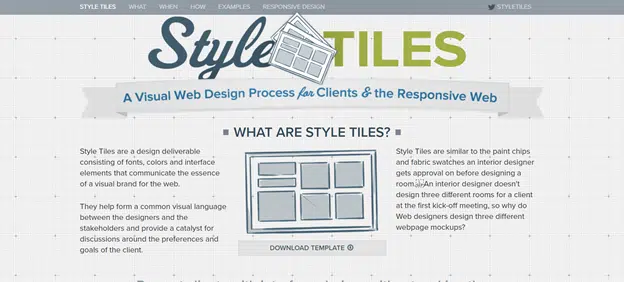 STYLE TILES WHAT WHEN HOW EXAMPLES RESPONSIVE DESIGN STYLETILES
Style TILES
A Visual Web Design Process for Clients & the Responsive Web
WHAT ARE STYLE TILES?
Style Tiles are a design deliverable
consisting of fonts, colors and interface
elements that communicate the essence
of a visual brand for the web.
They help form a common visual language
between the designers and the
stakeholders and provide a catalyst for
discussions around the preferences and
goals of the client.
DOWNLOAD TEMPLATE
Style Tiles are similar to the paint chips
and fabric swatches an interior designer
gets approval on before designing a
room. An interior designer doesn't
design three different rooms for a client
at the first kick-off meeting, so why do
Web designers design three different
webpage mockups?